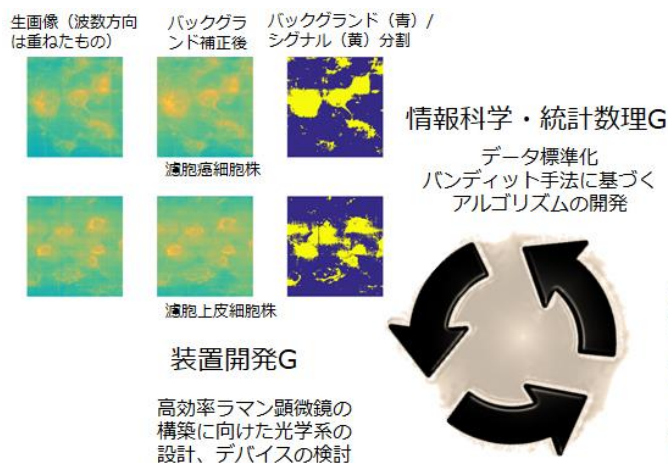 生画像（波数方向
は重ねたもの）
バックグラ
ンド補正後
バックグランド（青）/
シグナル（黄）分割
濾胞癌細胞株
濾胞上皮細胞株
情報科学・統計数理G
データ標準化
バンディット手法に基づく
アルゴリズムの開発
装置開発G
高効率ラマン顕微鏡の
構築に向けた光学系の
設計、デバイスの検討